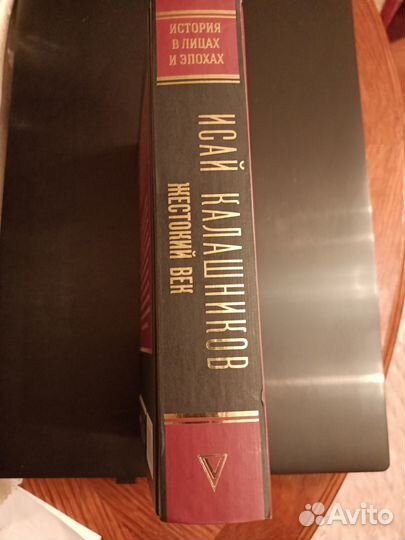 ИСТОРИЯ
В ЛИЦАХ
И ЭПОХАХ
ИСАЙ КАЛАШНИКОВ
ЖЕСТОКИЙ ВЕК
Avito